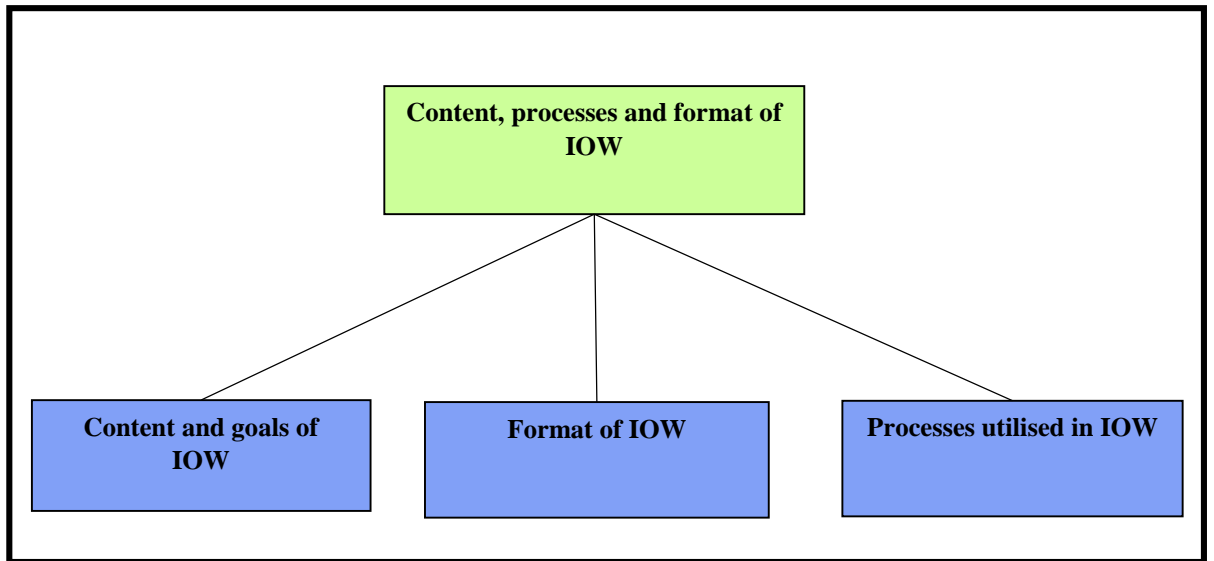 Content, processes and format of
IOW
Content and goals of
IOW
Format of IOW
Processes utilised in IOW